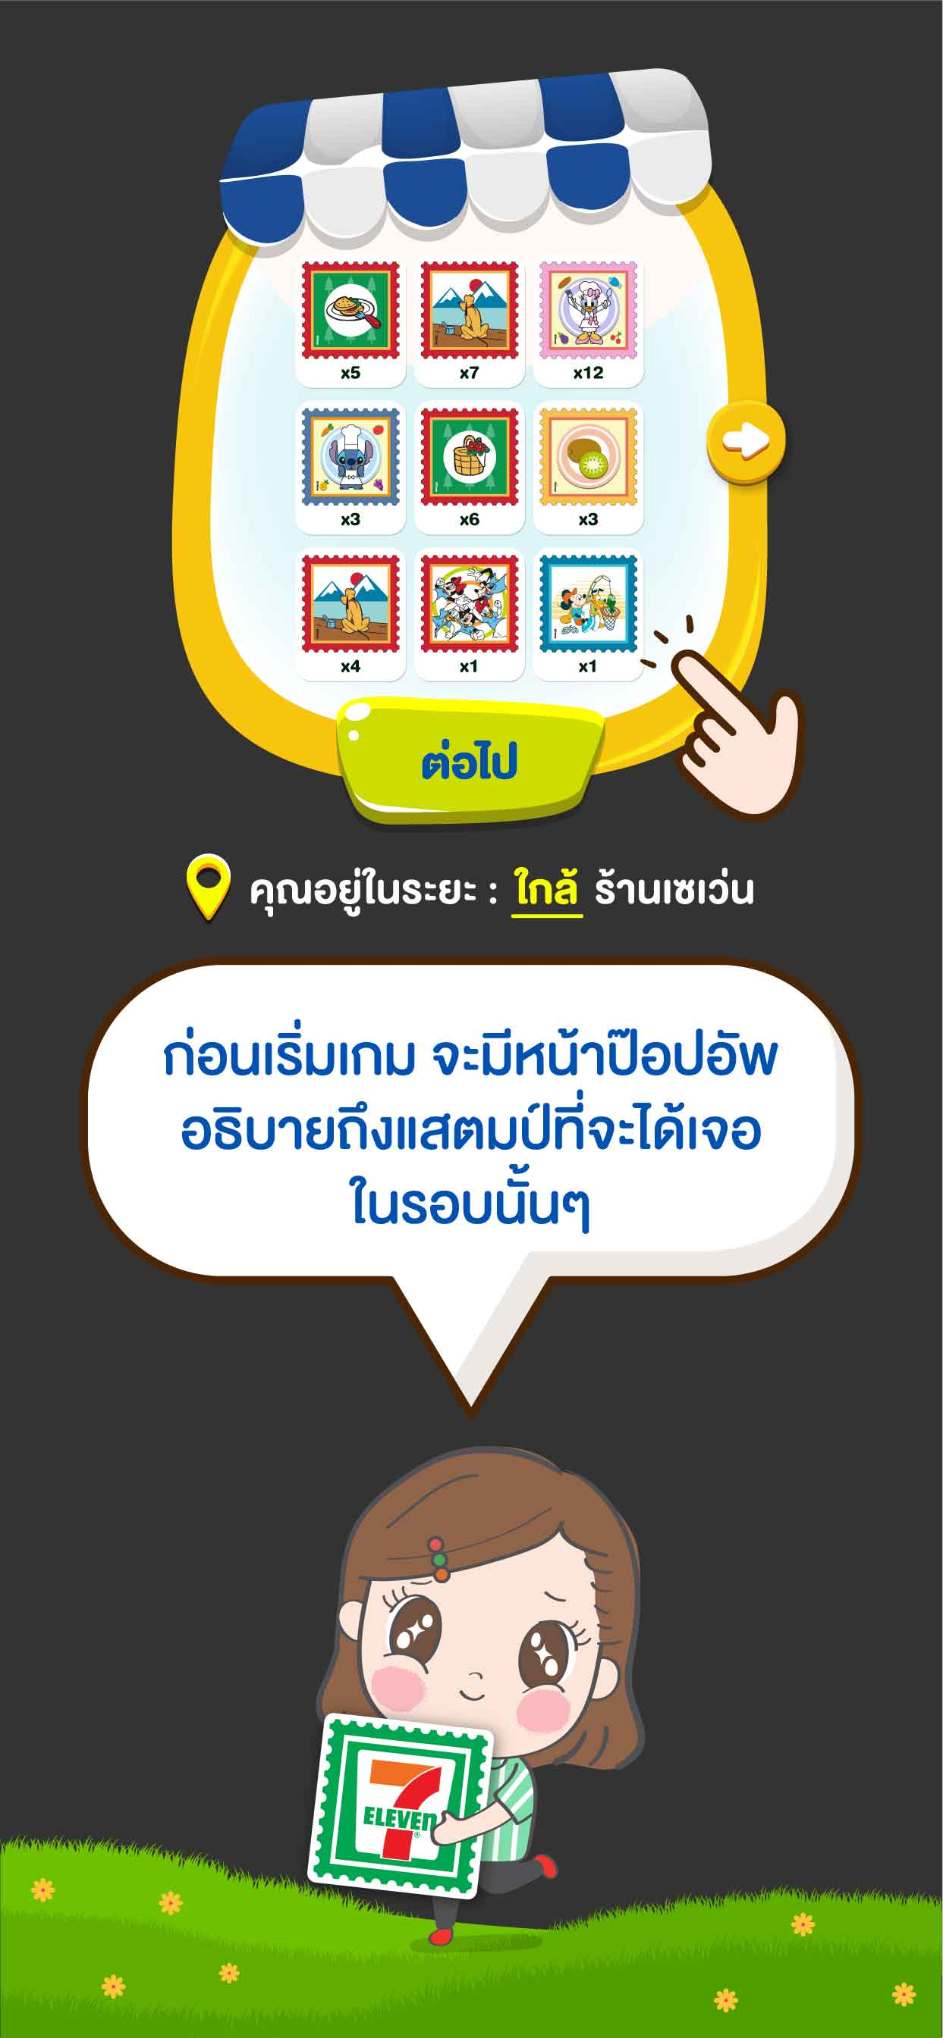 x5 x7 x12
x3 x6 x3
x4 x1 x1
ต่อไป
คุณอยู่ในระยะ : ใกล้ ร้านเซเว่น
ก่อนเริ่มเกม จะมีหน้าป๊อปอัพ
อธิบายถึงแสตมป์ที่จะได้เจอ
ในรอบนั้นๆ
7
ELEVEn
®